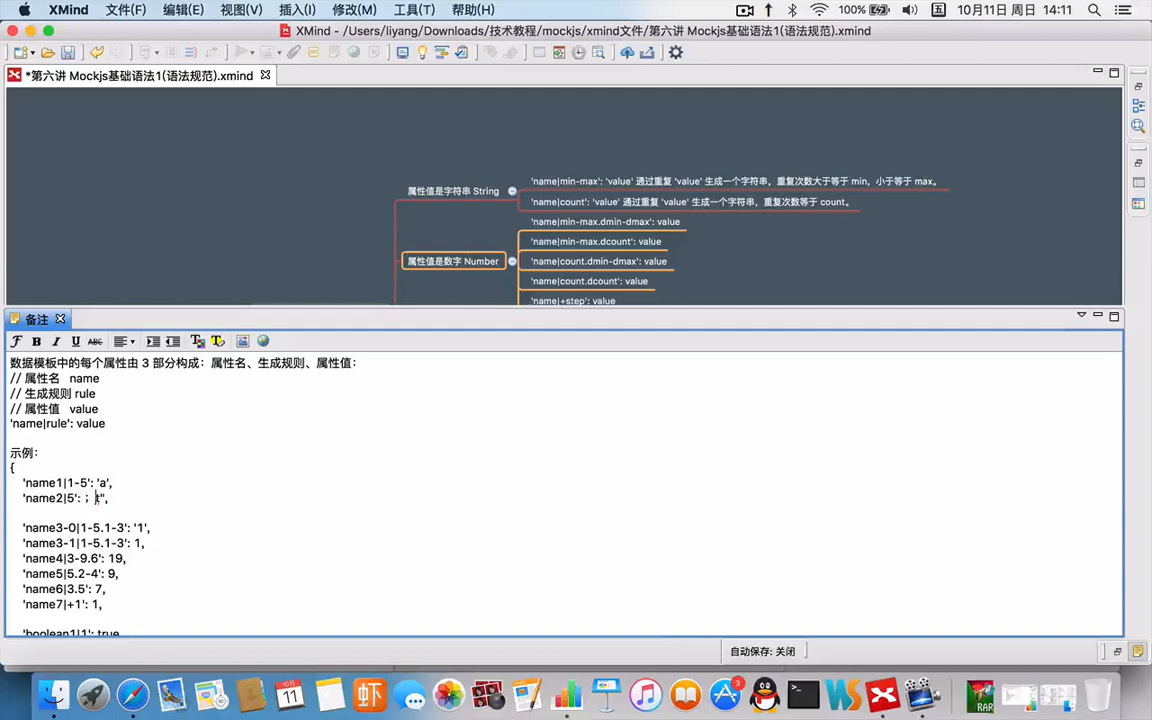 XMind 文件(F) 编辑(E) 视图(V) 插入(I) 修改(M) 工具(T) 帮助(H) 100% 五 10月11日 周日 14:11
XMind - /Users/liyang/Downloads/技术教程/mockjs/xmind文件/第六讲 Mockjs基础语法1(语法规范).xmind
*第六讲 Mockjs基础语法1(语法规范).xmind
属性值是字符串 String
'name|min-max': 'value' 通过重复 'value' 生成一个字符串，重复次数大于等于 min，小于等于 max。
'name|count': 'value' 通过重复 'value' 生成一个字符串，重复次数等于 count。
属性值是数字 Number
'name|min-max.dmin-dmax': value
'name|min-max.dcount': value
'name|count.dmin-dmax': value
'name|count.dcount': value
'name|+step': value
备注
F B I U ABC
数据模板中的每个属性由 3 部分构成：属性名、生成规则、属性值：
// 属性名 name
// 生成规则 rule
// 属性值 value
'name|rule': value
示例：
{
'name1|1-5': 'a',
'name2|5': ；t'',
'name3-0|1-5.1-3': '1',
'name3-1|1-5.1-3': 1,
'name4|3-9.6': 19,
'name5|5.2-4': 9,
'name6|3.5': 7,
'name7|+1': 1,
'boolean1|1': true
自动保存: 关闭
11
虾
3
WS
RAR